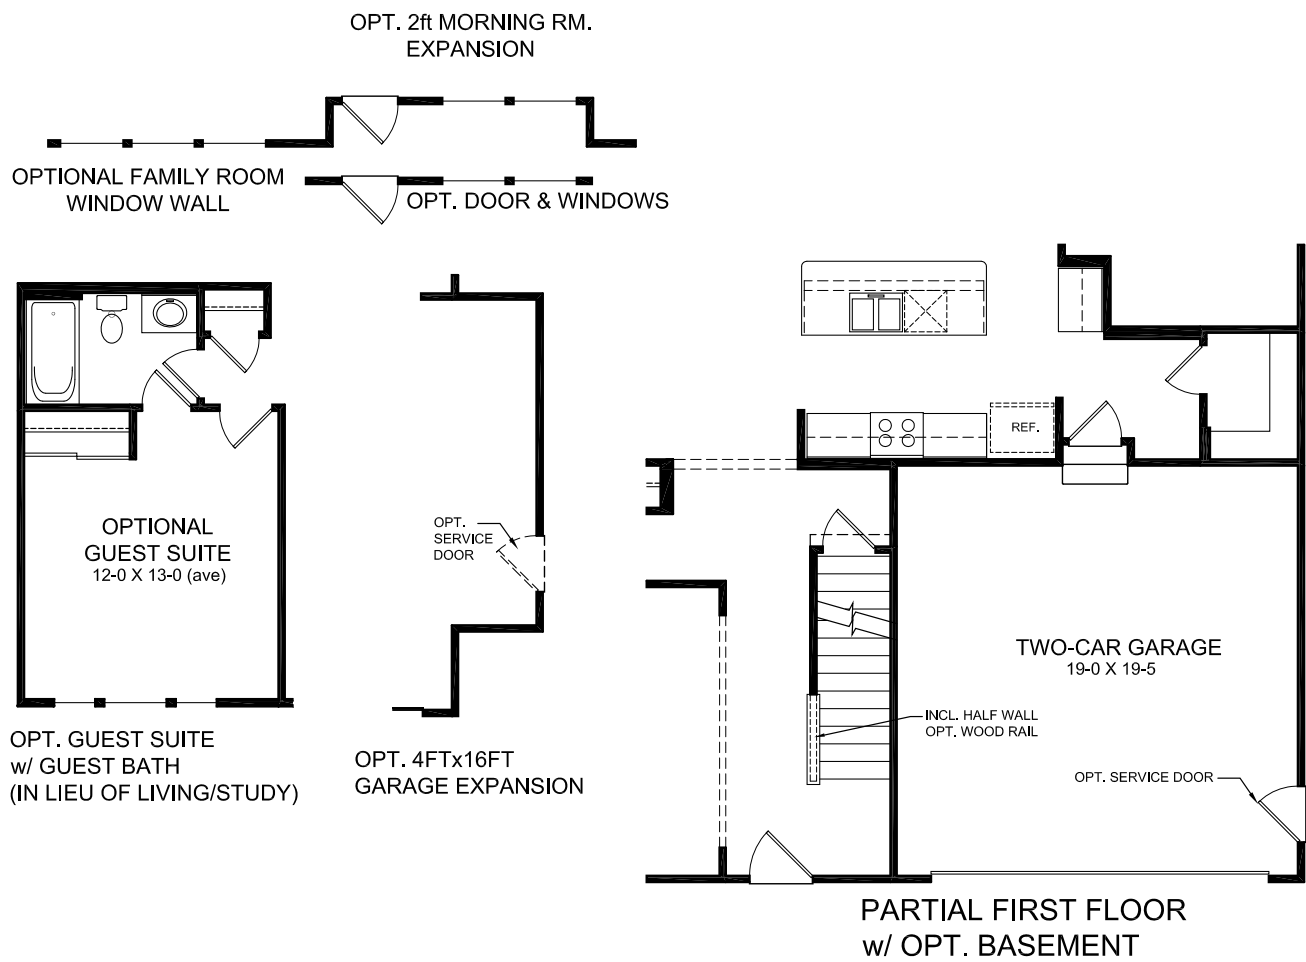 OPT. 2ft MORNING RM.
EXPANSION
OPTIONAL FAMILY ROOM
WINDOW WALL
OPT. DOOR & WINDOWS
OPTIONAL
GUEST SUITE
12-0 X 13-0 (ave)
OPT. GUEST SUITE
w/ GUEST BATH
(IN LIEU OF LIVING/STUDY)
OPT.
SERVICE
DOOR
OPT. 4FTx16FT
GARAGE EXPANSION
REF.
TWO-CAR GARAGE
19-0 X 19-5
INCL. HALF WALL
OPT. WOOD RAIL
OPT. SERVICE DOOR
PARTIAL FIRST FLOOR
w/ OPT. BASEMENT